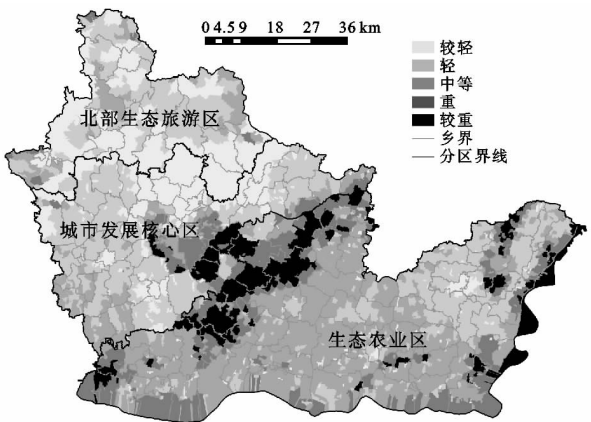 0 4.5 9 18 27 36 km
较轻
轻
中等
重
较重
乡界
分区界线
北部生态旅游区
城市发展核心区
生态农业区